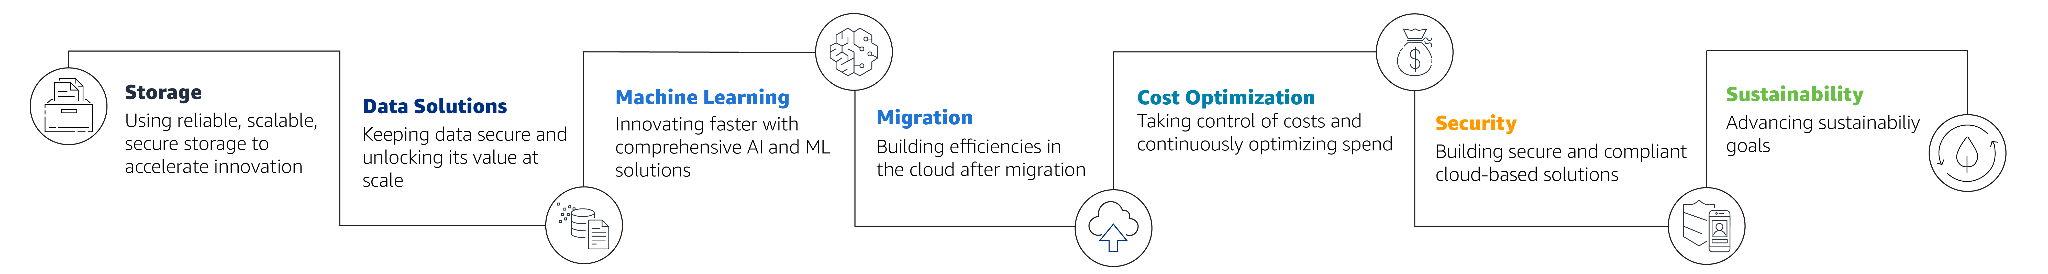 Storage
Using reliable, scalable,
secure storage to
accelerate innovation
Data Solutions
Keeping data secure and
unlocking its value at
scale
Machine Learning
Innovating faster with
comprehensive AI and ML
solutions
Migration
Building efficiencies in
the cloud after migration
Cost Optimization
Taking control of costs and
continuously optimizing spend
$
Security
Building secure and compliant
cloud-based solutions
Sustainability
Advancing sustainabiliy
goals